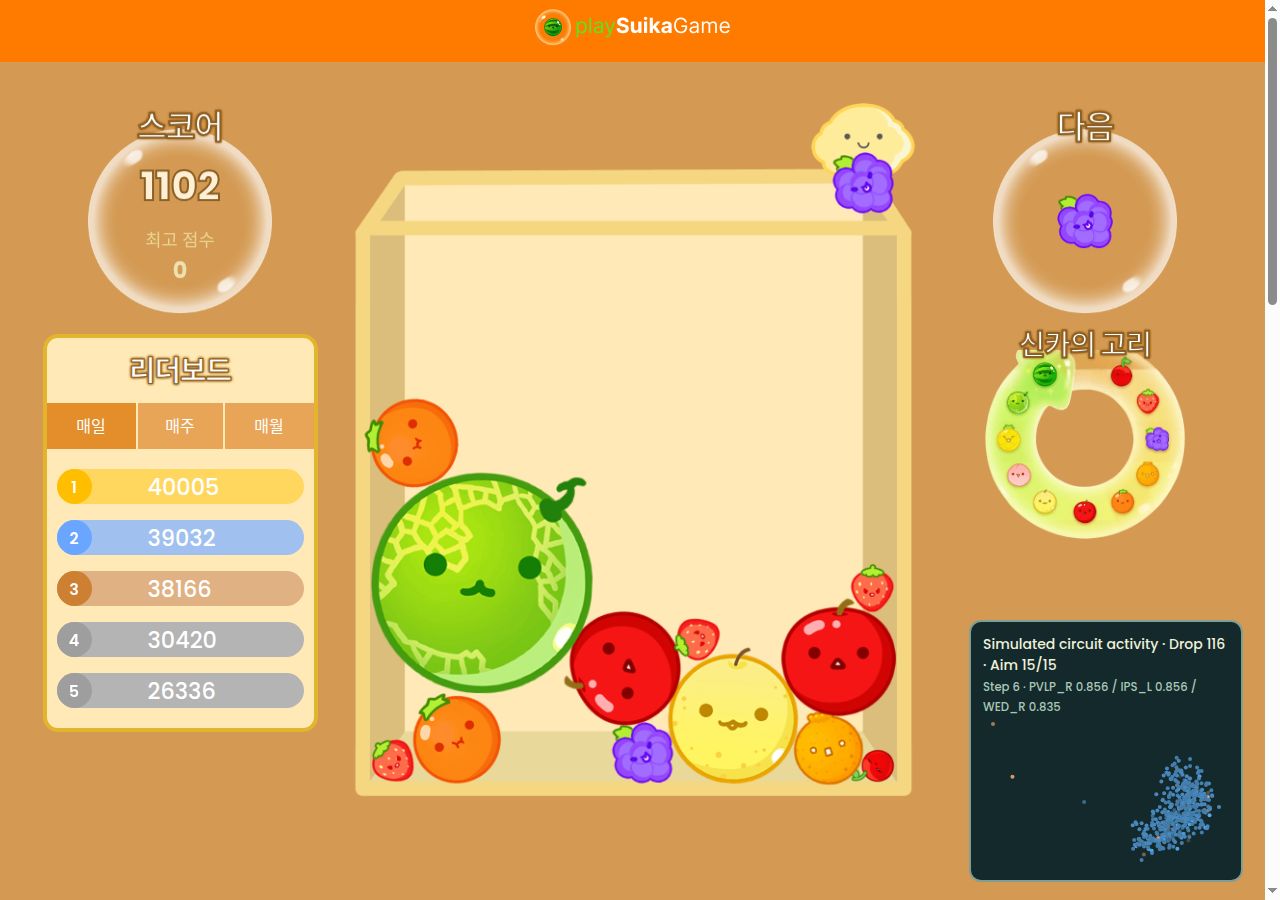 playSuikaGame
스코어
1102
최고 점수
0
다음
리더보드
매일 매주 매월
1 40005
2 39032
3 38166
4 30420
5 26336
신카의 고리
Simulated circuit activity · Drop 116
· Aim 15/15
Step 6 · PVLP_R 0.856 / IPS_L 0.856 /
WED_R 0.835